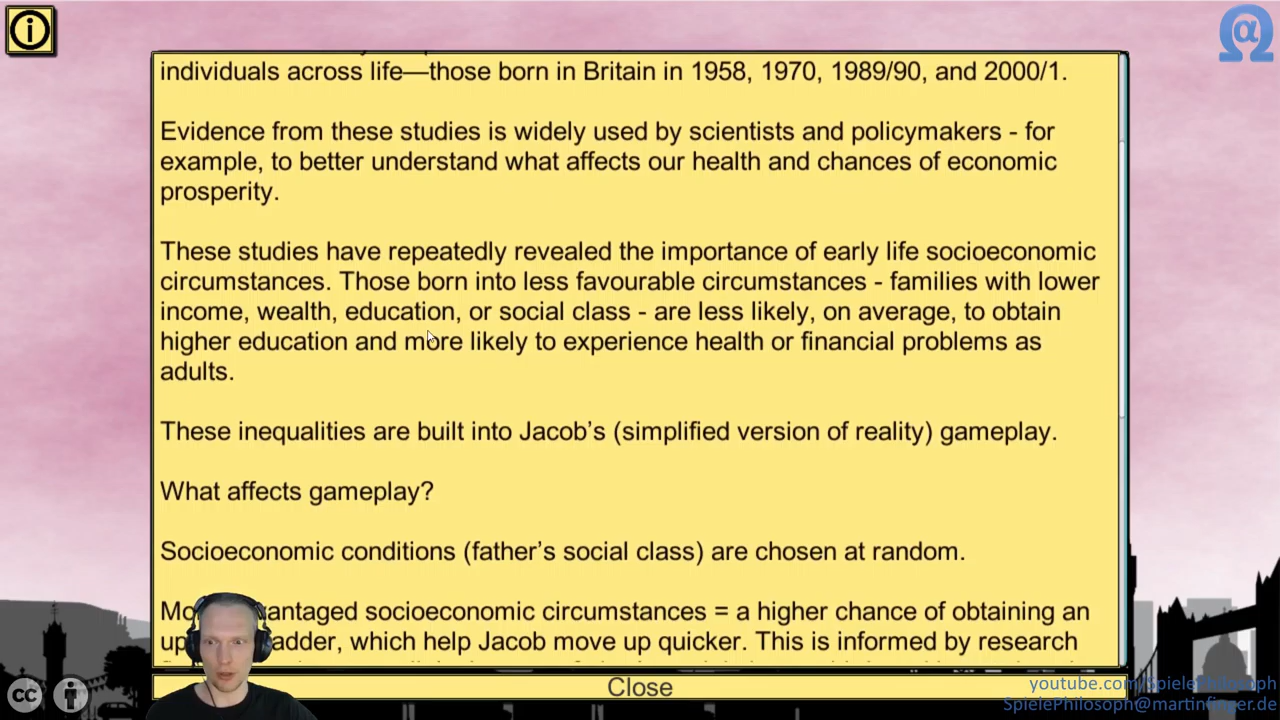 individuals across life—those born in Britain in 1958, 1970, 1989/90, and 2000/1.
Evidence from these studies is widely used by scientists and policymakers - for
example, to better understand what affects our health and chances of economic
prosperity.
These studies have repeatedly revealed the importance of early life socioeconomic
circumstances. Those born into less favourable circumstances - families with lower
income, wealth, education, or social class - are less likely, on average, to obtain
higher education and more likely to experience health or financial problems as
adults.
These inequalities are built into Jacob’s (simplified version of reality) gameplay.
What affects gameplay?
Socioeconomic conditions (father’s social class) are chosen at random.
socioeconomic circumstances = a higher chance of obtaining an
which help Jacob move up quicker. This is informed by research
Close
youtube.com/SpielePhilosoph
SpielePhilosoph@martinfinger.de
cc